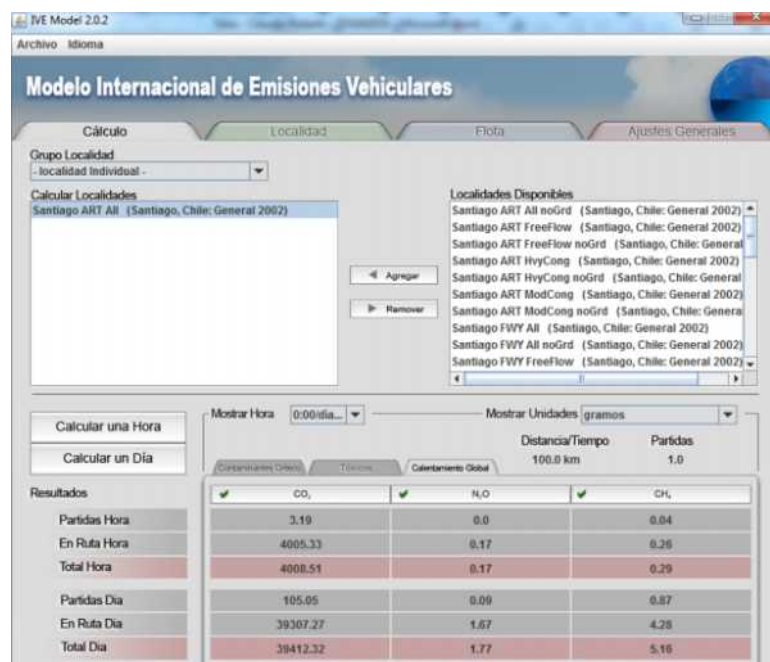 IVE Model 2.0.2
Archivo Idioma
Modelo Internacional de Emisiones Vehiculares
Cálculo Localidad Flota Ajustes Generales
Grupo Localidad
- localidad Individual -
Calcular Localidades
Santiago ART All (Santiago, Chile: General 2002)
Agregar
Remover
Localidades Disponibles
Santiago ART All noGrd (Santiago, Chile: General 2002)
Santiago ART FreeFlow (Santiago, Chile: General 2002)
Santiago ART FreeFlow noGrd (Santiago, Chile: General
Santiago ART HvyCong (Santiago, Chile: General 2002)
Santiago ART HvyCong noGrd (Santiago, Chile: General
Santiago ART ModCong (Santiago, Chile: General 2002)
Santiago ART ModCong noGrd (Santiago, Chile: Genera
Santiago FWY All (Santiago, Chile: General 2002)
Santiago FWY All noGrd (Santiago, Chile: General 2002)
Santiago FWY FreeFlow (Santiago, Chile: General 2002)
Calcular una Hora
Calcular un Día
Mostrar Hora 0:00/dia... Mostrar Unidades gramos
Distancia/Tiempo Partidas
100.0 km 1.0
Contaminantes Criterio Tóxicos Calentamiento Global
Resultados CO₂ N₂O CH₄
Partidas Hora 3.19 0.0 0.04
En Ruta Hora 4005.33 0.17 0.26
Total Hora 4008.51 0.17 0.29
Partidas Dia 105.05 0.09 0.87
En Ruta Dia 39307.27 1.67 4.28
Total Dia 39412.32 1.77 5.16